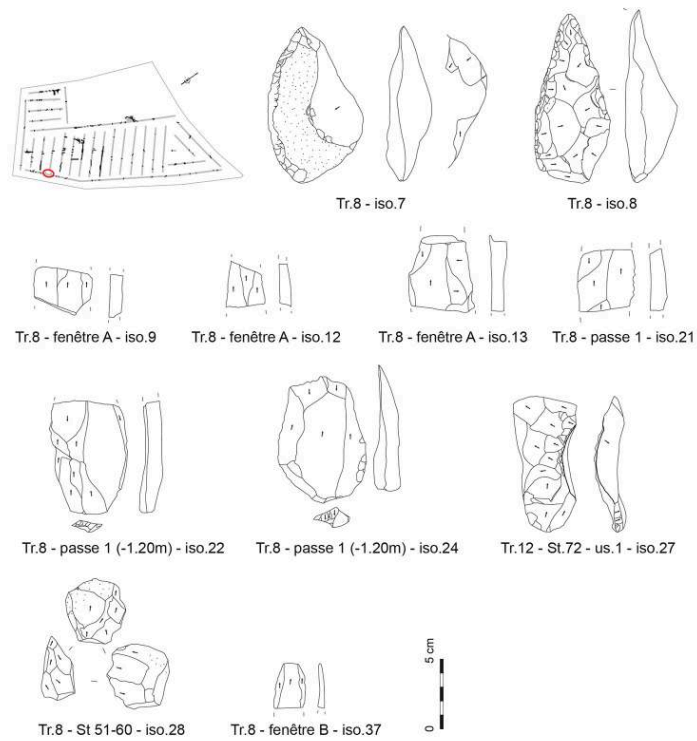 Tr.8 - iso.7
Tr.8 - iso.8
Tr.8 - fenêtre A - iso.9
Tr.8 - fenêtre A - iso.12
Tr.8 - fenêtre A - iso.13
Tr.8 - passe 1 - iso.21
Tr.8 - passe 1 (-1.20m) - iso.22
Tr.8 - passe 1 (-1.20m) - iso.24
Tr.12 - St.72 - us.1 - iso.27
Tr.8 - St 51-60 - iso.28
Tr.8 - fenêtre B - iso.37
0
5 cm